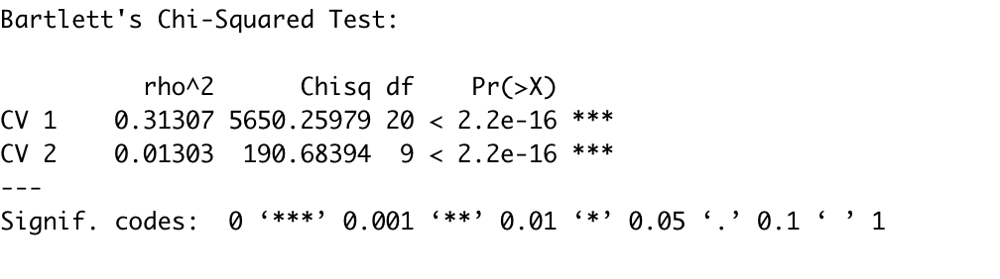 Bartlett's Chi-Squared Test:

         rho^2      Chisq df    Pr(>X)
CV 1    0.31307 5650.25979 20 < 2.2e-16 ***
CV 2    0.01303  190.68394  9 < 2.2e-16 ***
---
Signif. codes:  0 ‘***’ 0.001 ‘**’ 0.01 ‘*’ 0.05 ‘.’ 0.1 ‘ ’ 1